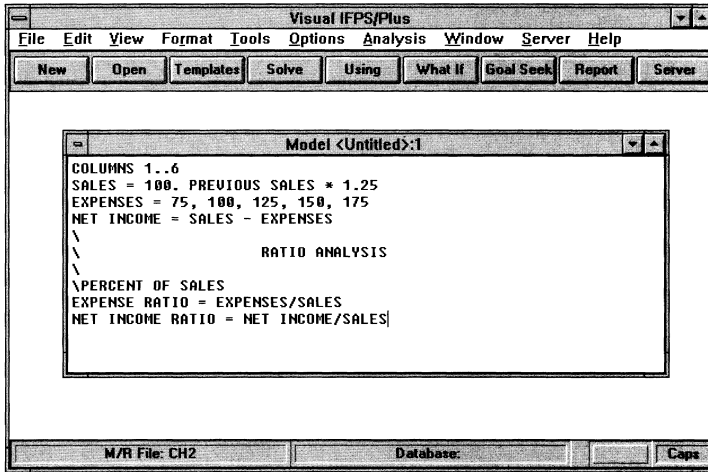 Visual IFPS/Plus
File Edit View Format Tools Options Analysis Window Server Help
New Open Templates Solve Using What If Goal Seek Report Server
Model <Untitled>:1
COLUMNS 1..6
SALES = 100. PREVIOUS SALES * 1.25
EXPENSES = 75, 100, 125, 150, 175
NET INCOME = SALES - EXPENSES
\
\ RATIO ANALYSIS
\
\PERCENT OF SALES
EXPENSE RATIO = EXPENSES/SALES
NET INCOME RATIO = NET INCOME/SALES
M/R File: CH2 Database: Caps